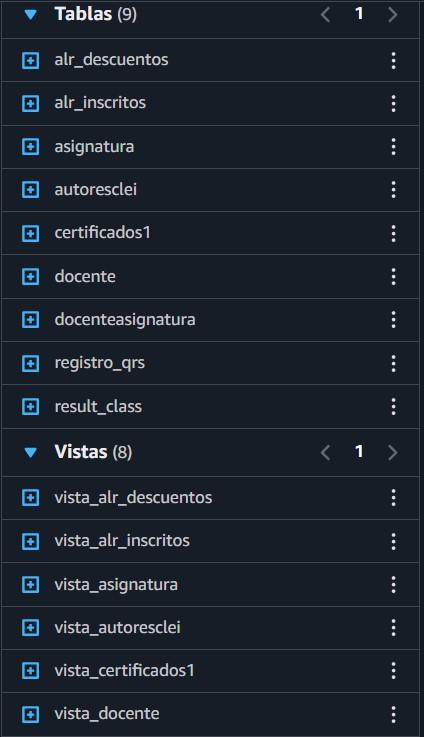 Tablas (9) < 1 >
alr_descuentos
alr_inscritos
asignatura
autoresclei
certificados1
docente
docenteasignatura
registro_qrs
result_class
Vistas (8) < 1 >
vista_alr_descuentos
vista_alr_inscritos
vista_asignatura
vista_autoresclei
vista_certificados1
vista_docente